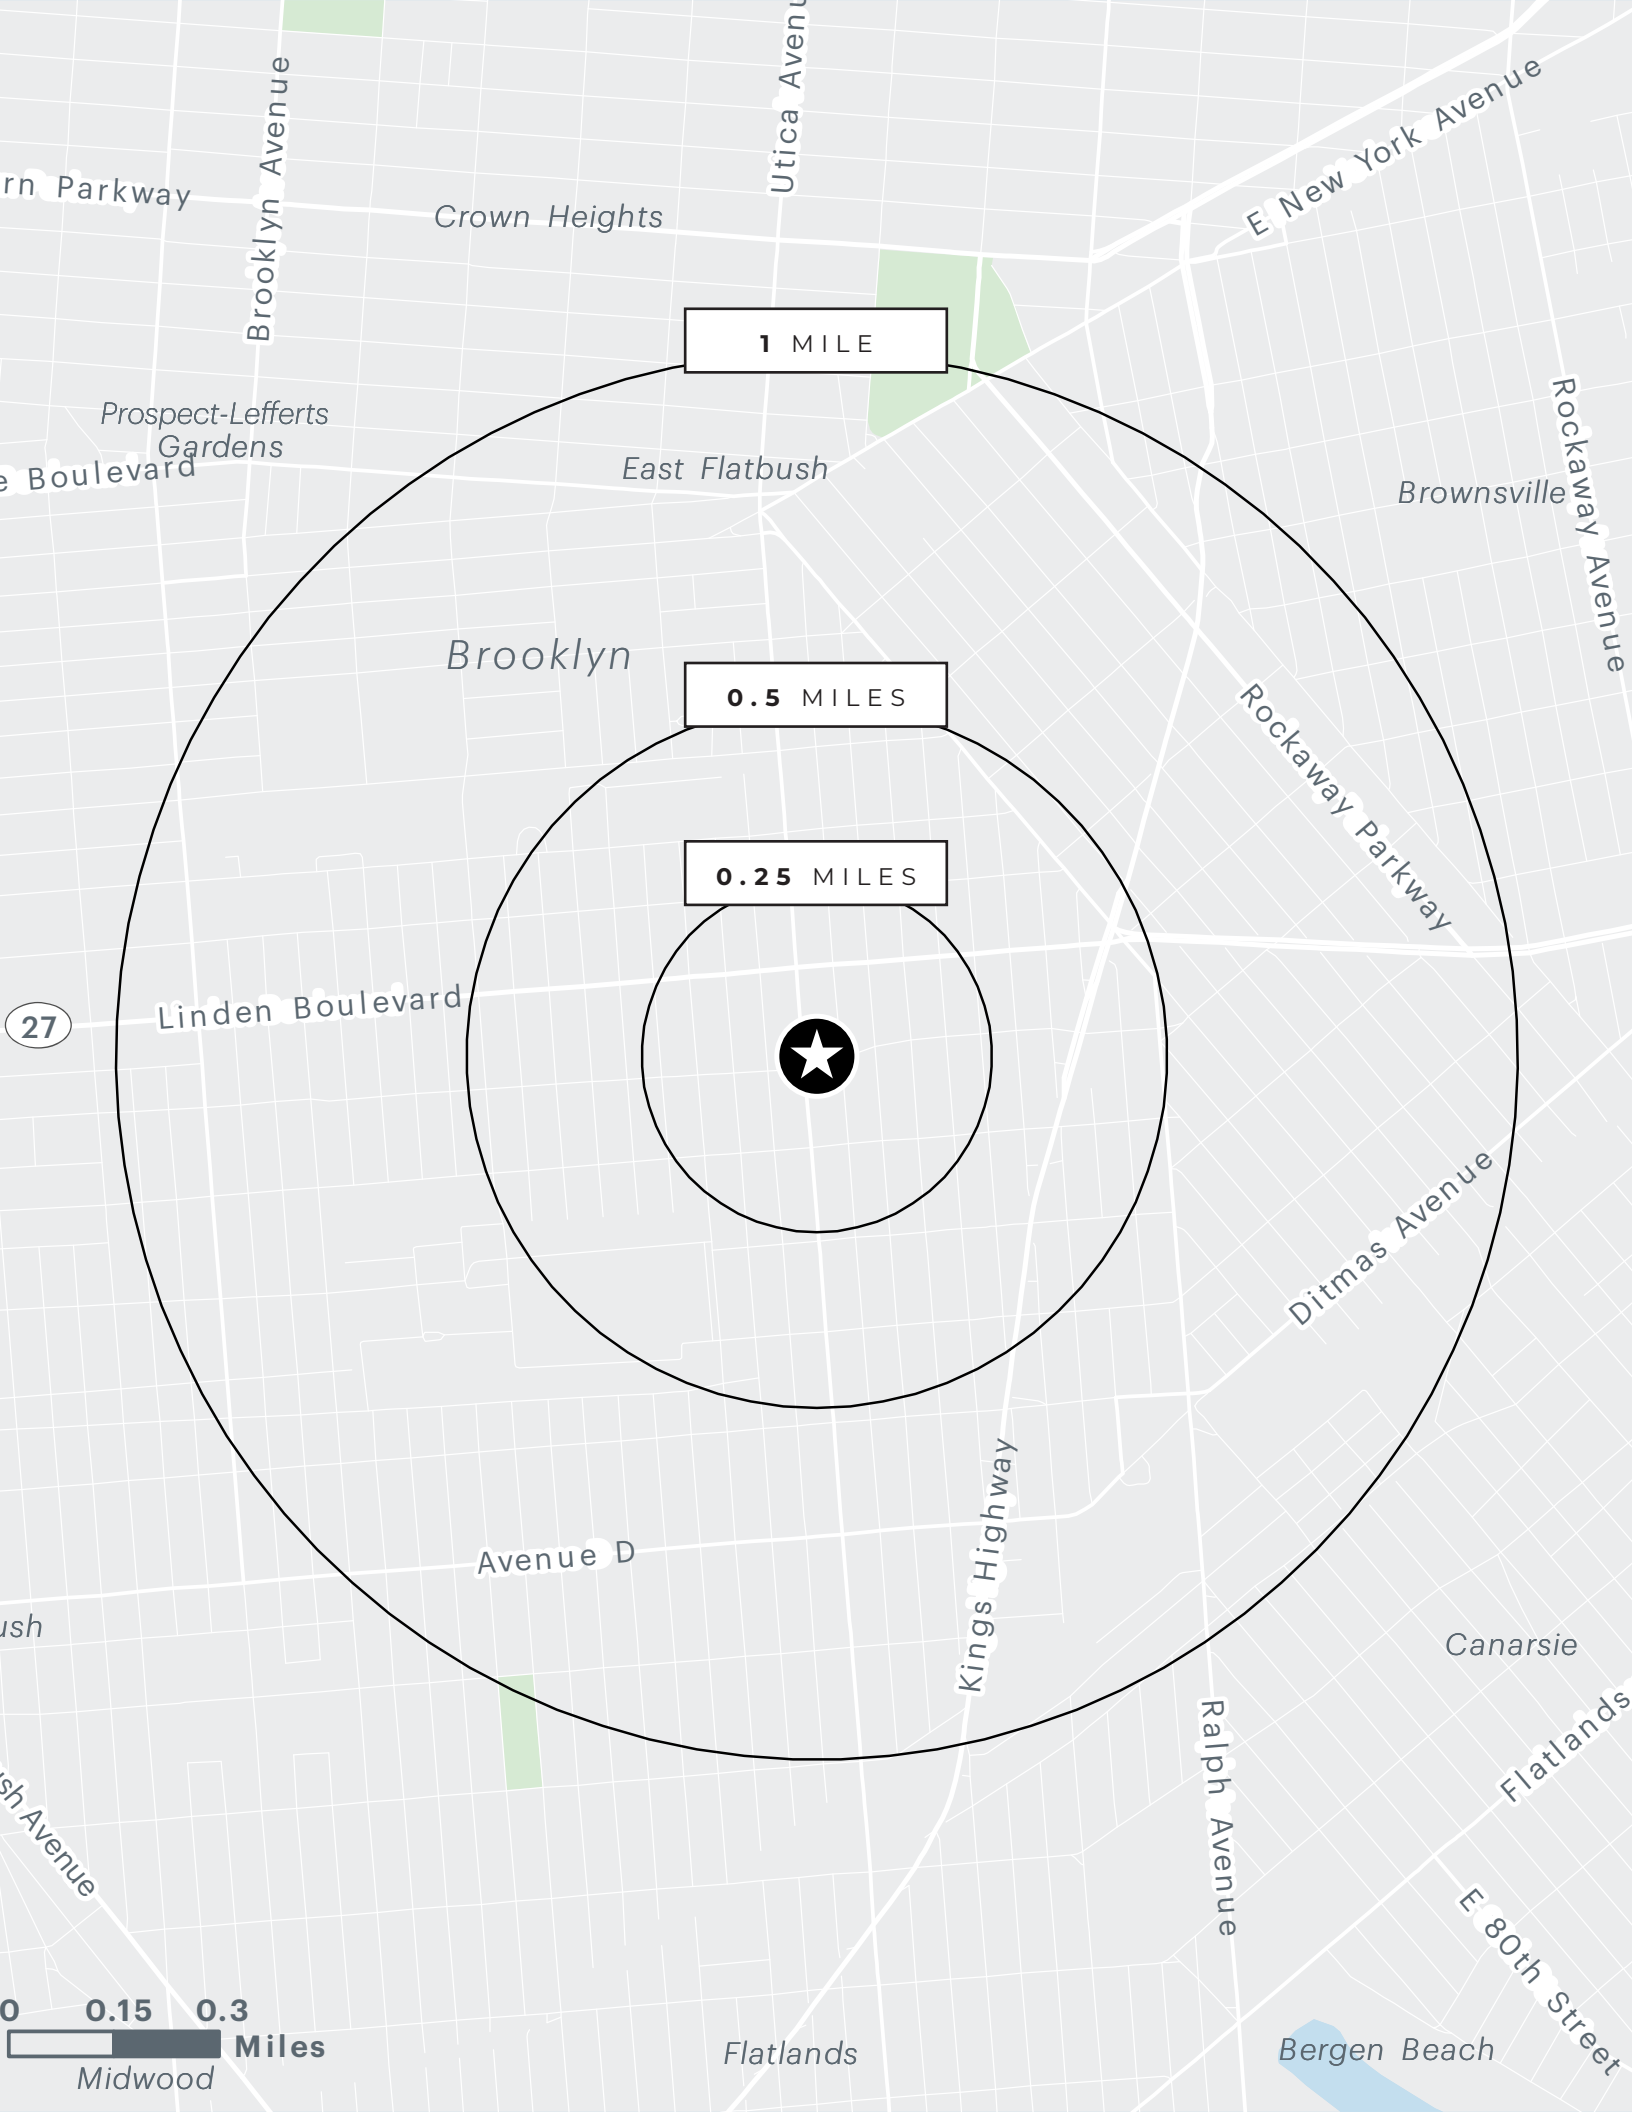 Utica Avenu
E New York Avenue
Brooklyn Avenue
rn Parkway
Crown Heights
1 MILE
Prospect-Lefferts
Gardens
e Boulevard
East Flatbush
Brownsville
Rockaway Avenue
Brooklyn
0.5 MILES
Rockaway Parkway
0.25 MILES
Linden Boulevard
27
Ditmas Avenue
Avenue D
Kings Highway
ush
Canarsie
Ralph Avenue
Flatlands
sh Avenue
E 80th Street
0 0.15 0.3
Miles
Midwood
Flatlands
Bergen Beach